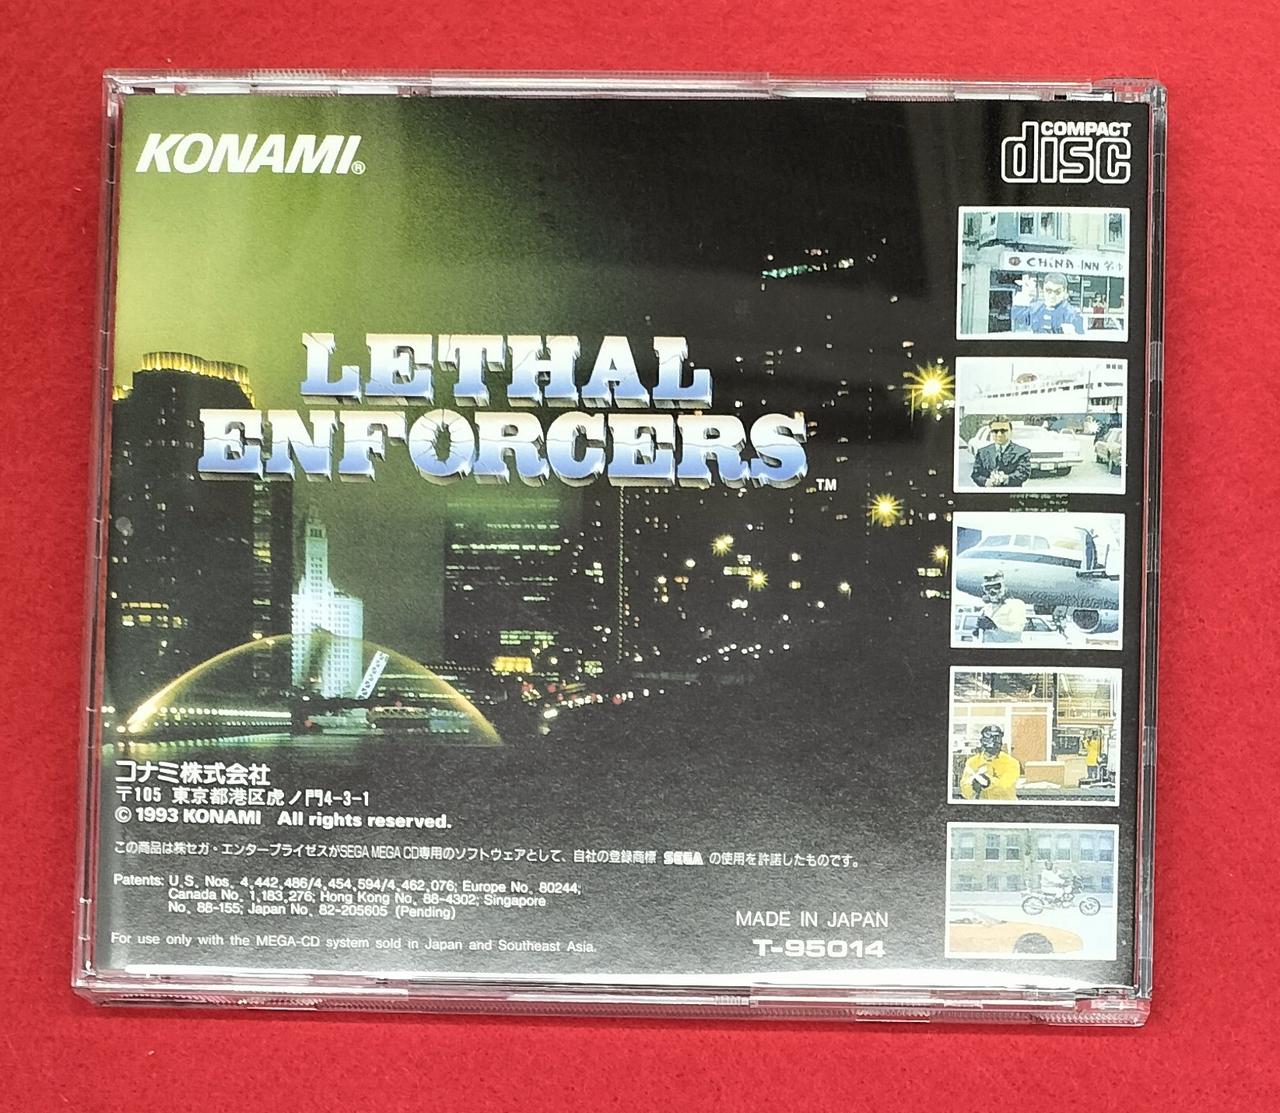 KONAMI®
COMPACT
disc
CHINA INN
LETHAL
ENFORCERS™
コナミ株式会社
〒105 東京都港区虎ノ門4-3-1
© 1993 KONAMI All rights reserved.
この商品は㈱セガ・エンタープライゼスがSEGA MEGA CD専用のソフトウェアとして、自社の登録商標 SEGA の使用を許諾したものです。
Patents: U.S. Nos. 4,442,486/4,454,594/4,462,076; Europe No. 80244;
Canada No. 1,183,276; Hong Kong No. 88-4302; Singapore
No. 88-155; Japan No. 82-205605 (Pending)
For use only with the MEGA-CD system sold in Japan and Southeast Asia.
MADE IN JAPAN
T-95014